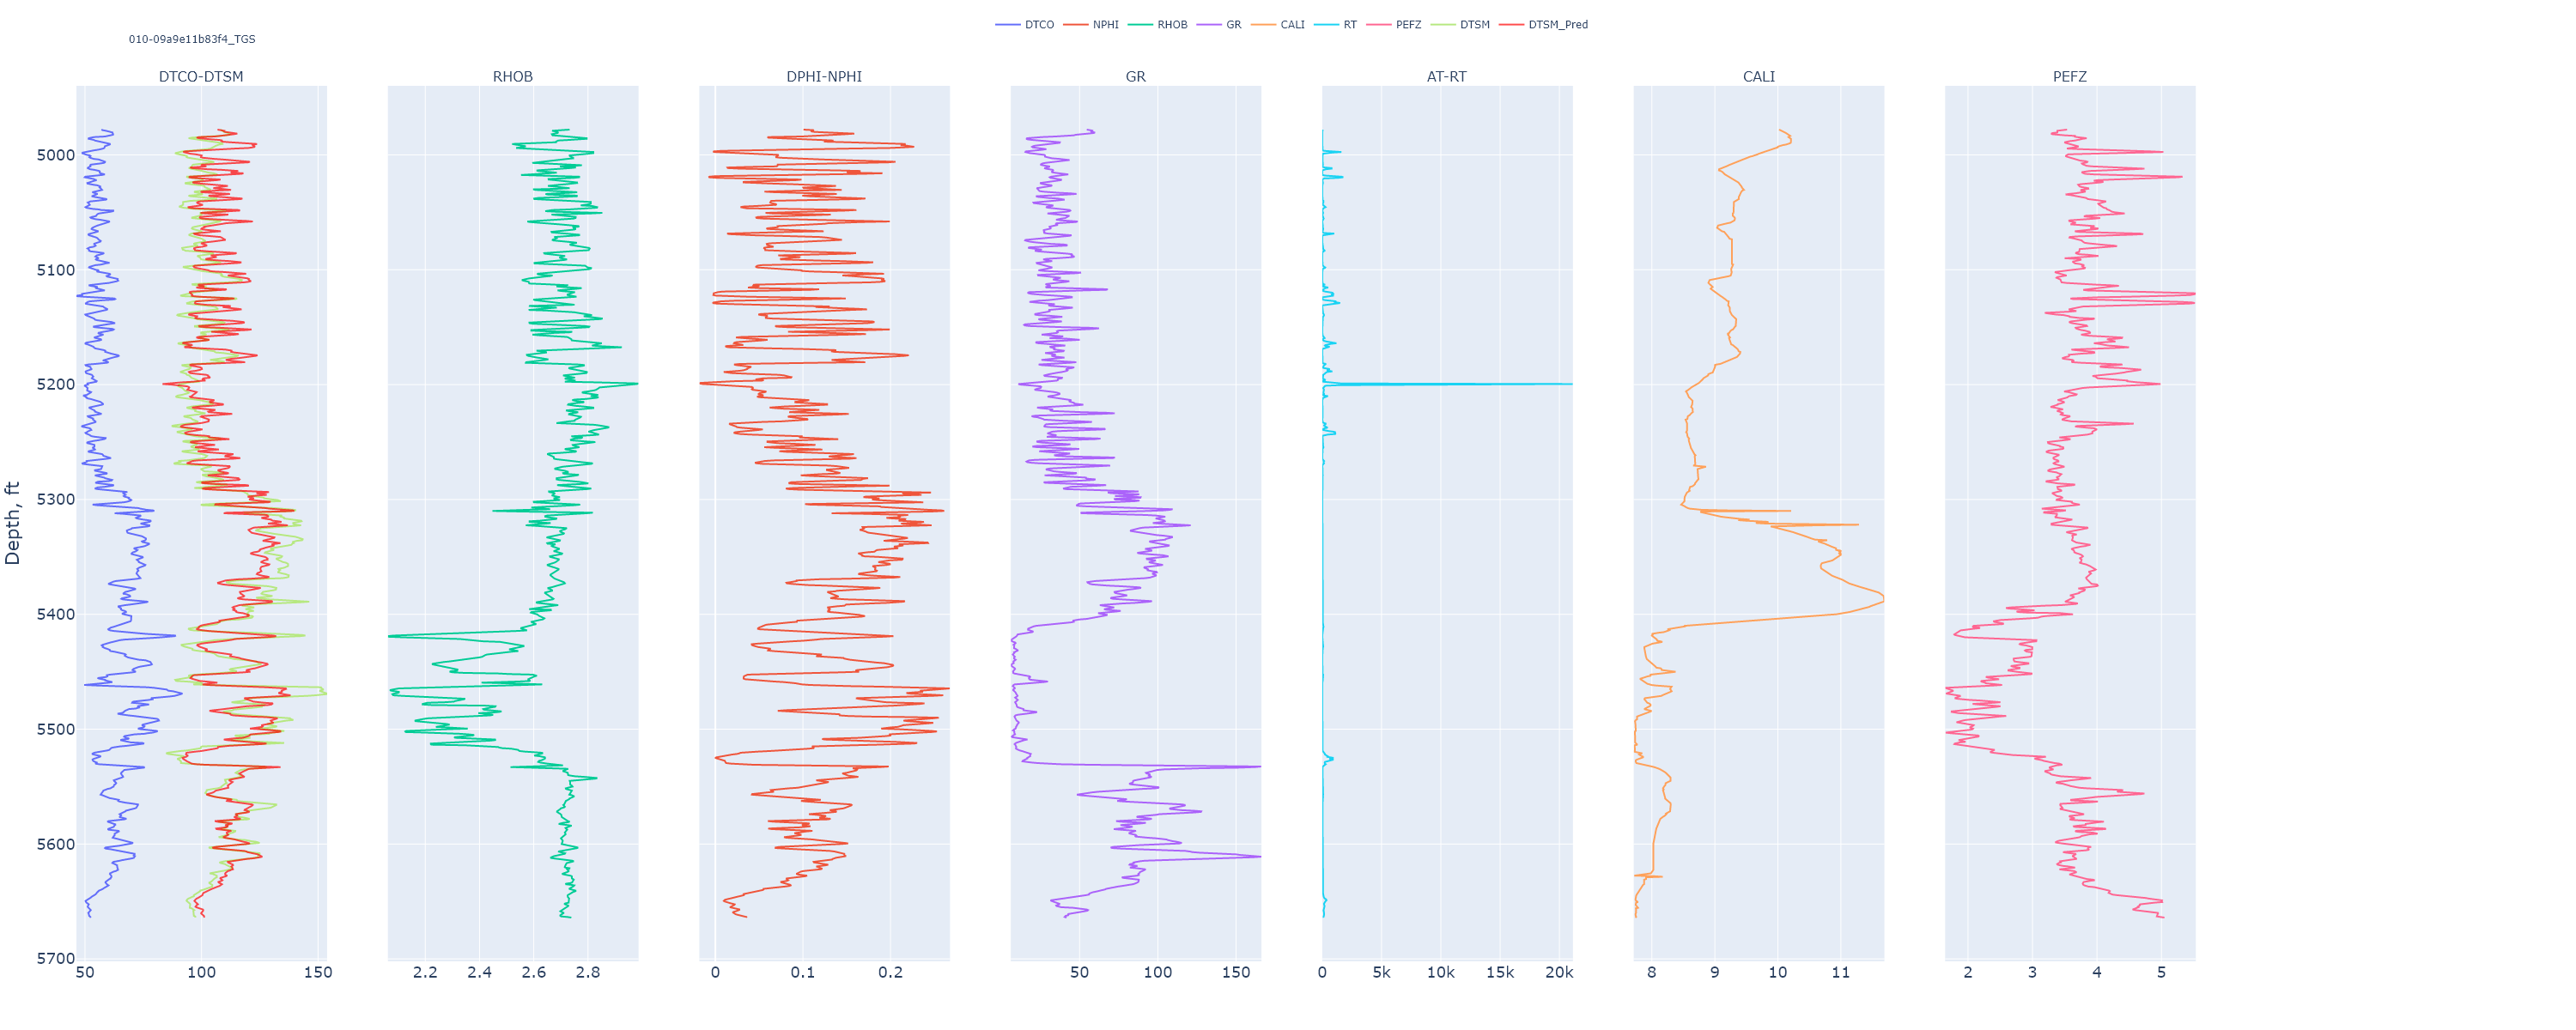 DTCO NPHI RHOB GR CALI RT PEFZ DTSM DTSM_Pred
010-09a9e11b83f4_TGS
DTCO-DTSM RHOB DPHI-NPHI GR AT-RT CALI PEFZ
Depth, ft
5000
5100
5200
5300
5400
5500
5600
5700
50 100 150 2.2 2.4 2.6 2.8 0 0.1 0.2 50 100 150 0 5k 10k 15k 20k 8 9 10 11 2 3 4 5